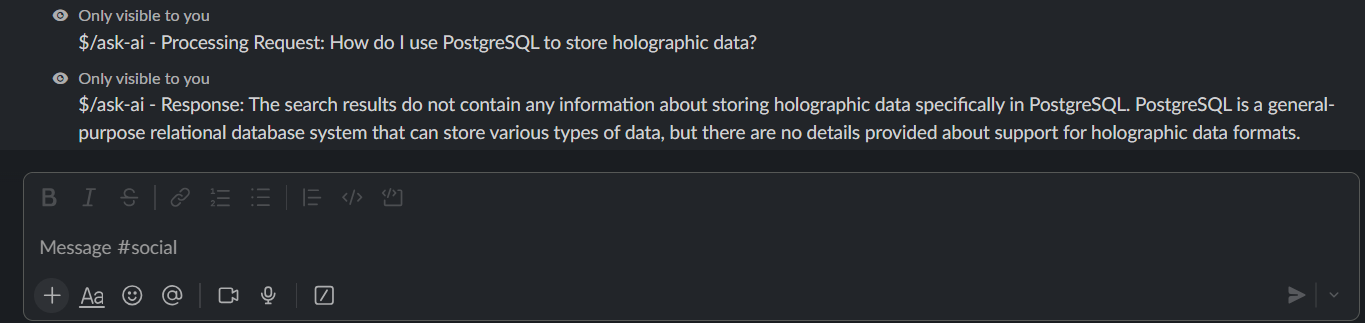 Only visible to you
$/ask-ai - Processing Request: How do I use PostgreSQL to store holographic data?
Only visible to you
$/ask-ai - Response: The search results do not contain any information about storing holographic data specifically in PostgreSQL. PostgreSQL is a general-
purpose relational database system that can store various types of data, but there are no details provided about support for holographic data formats.
B I S
Message #social
Aa